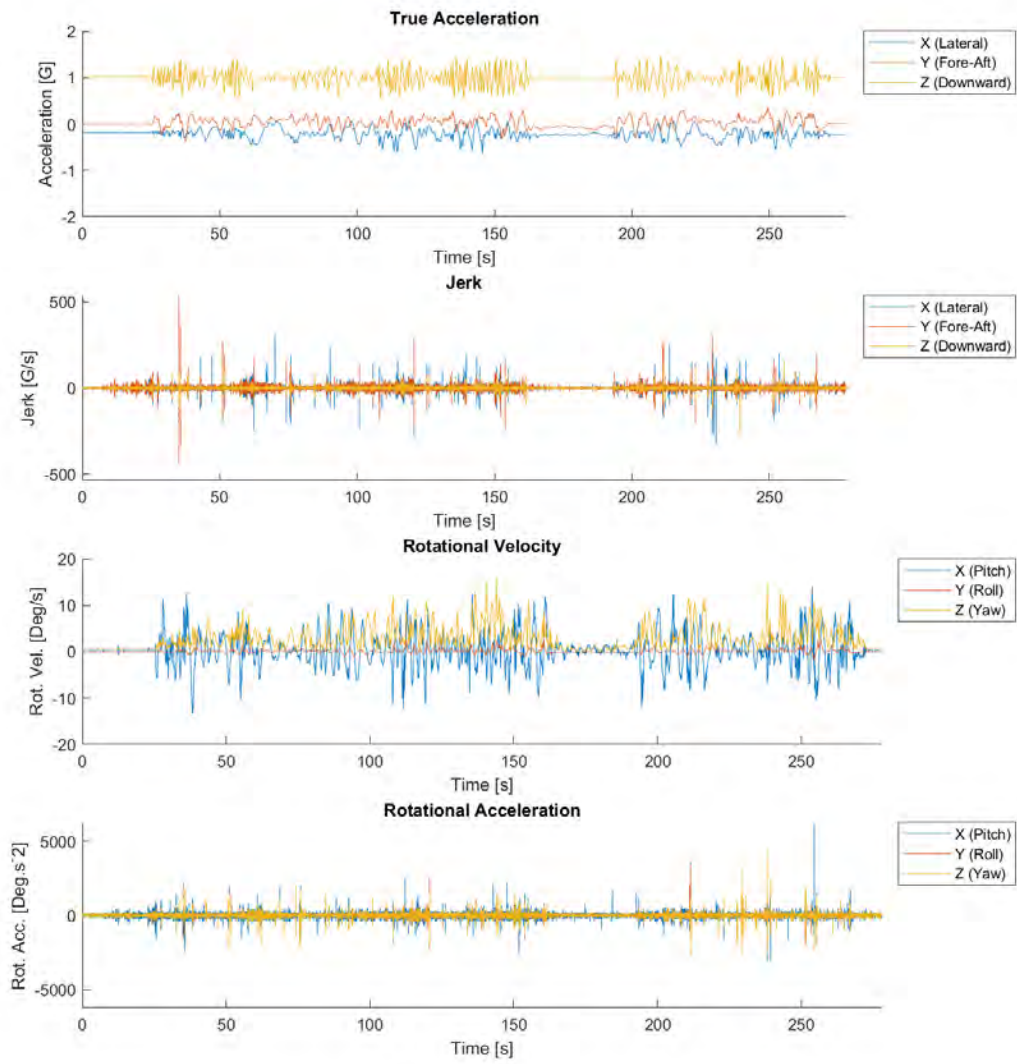 True Acceleration
2
1
0
-1
-2
Acceleration [G]
0 50 100 150 200 250
Time [s]
X (Lateral)
Y (Fore-Aft)
Z (Downward)
Jerk
500
0
-500
Jerk [G/s]
0 50 100 150 200 250
Time [s]
X (Lateral)
Y (Fore-Aft)
Z (Downward)
Rotational Velocity
20
10
0
-10
-20
Rot. Vel. [Deg/s]
0 50 100 150 200 250
Time [s]
X (Pitch)
Y (Roll)
Z (Yaw)
Rotational Acceleration
5000
0
-5000
Rot. Acc. [Deg.s^2]
0 50 100 150 200 250
Time [s]
X (Pitch)
Y (Roll)
Z (Yaw)